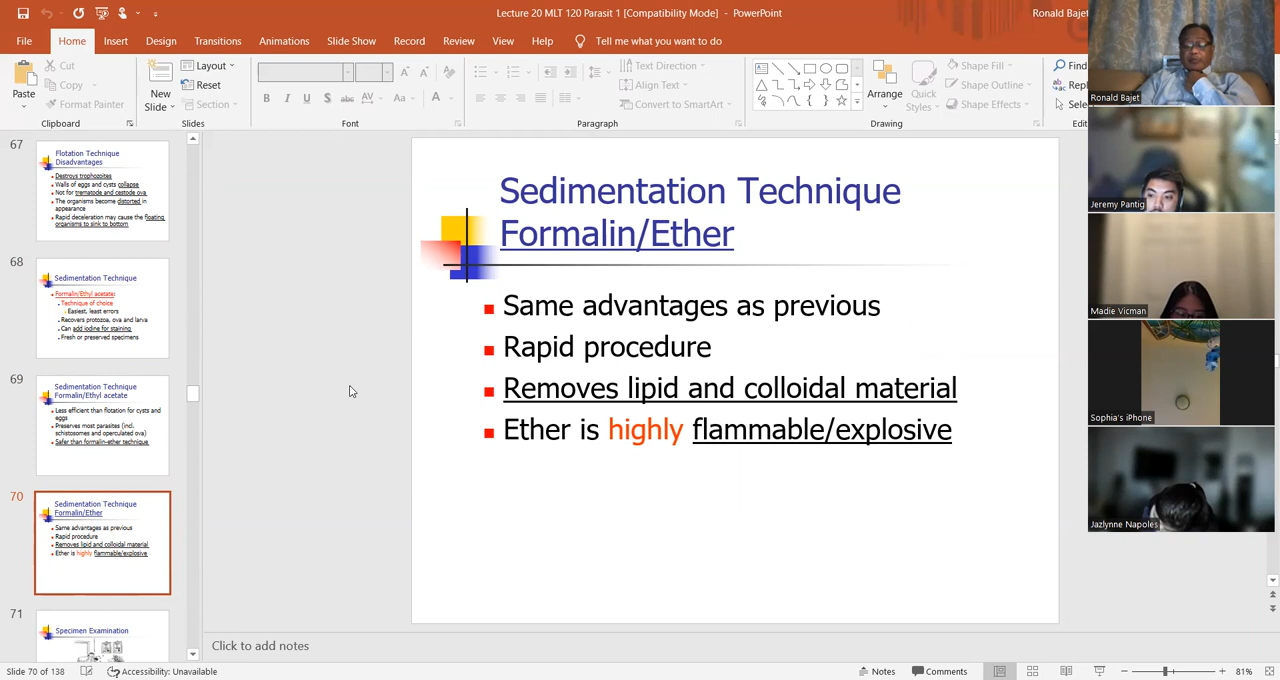 Lecture 20 MLT 120 Parasit 1 [Compatibility Mode] - PowerPoint
Ronald Bajet
File Home Insert Design Transitions Animations Slide Show Record Review View Help Tell me what you want to do
Paste
Cut
Copy
Format Painter
Clipboard
New Slide
Layout
Reset
Section
Slides
Font
Text Direction
Align Text
Convert to SmartArt
Paragraph
Arrange
Quick Styles
Shape Fill
Shape Outline
Shape Effects
Drawing
Find
67
Flotation Technique
Disadvantages
Destroys trophozoites
Walls of eggs and cysts collapse
Not for trematode and cestode ova
The organisms become distorted in
appearance
Rapid deceleration may cause the floating
organisms to sink to bottom
68
Sedimentation Technique
Formalin/Ethyl acetate:
Technique of choice
Easiest, least errors
Recovers protozoa, ova and larva
Can add iodine for staining
Fresh or preserved specimens
69
Sedimentation Technique
Formalin/Ethyl acetate
Less efficient than flotation for cysts and
eggs
Preserves most parasites (incl.
schistosomes and operculated ova)
Safer than formalin-ether technique
70
Sedimentation Technique
Formalin/Ether
Same advantages as previous
Rapid procedure
Removes lipid and colloidal material
Ether is highly flammable/explosive
71
Specimen Examination
Sedimentation Technique
Formalin/Ether
Same advantages as previous
Rapid procedure
Removes lipid and colloidal material
Ether is highly flammable/explosive
Ronald Bajet
Jeremy Pantig
Madie Vicman
Sophia's iPhone
Jazlynne Napoles
Click to add notes
Slide 70 of 138
Accessibility: Unavailable
Notes
Comments
81%